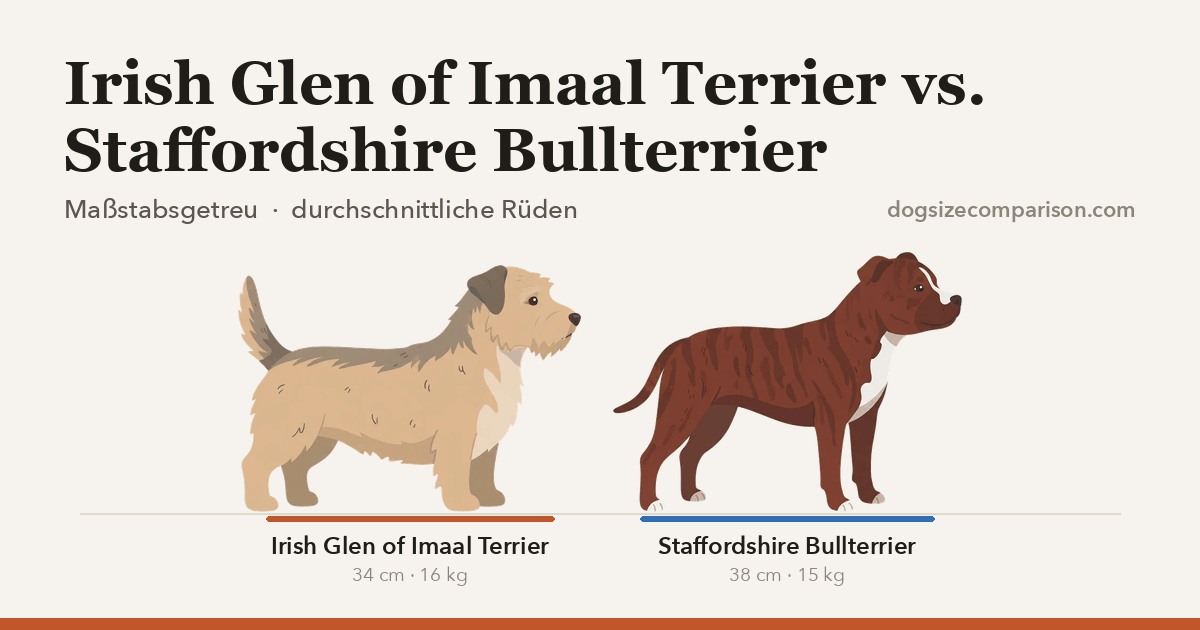 Irish Glen of Imaal Terrier vs.
Staffordshire Bullterrier
Maßstabsgetreu · durchschnittliche Rüden
dogsizecomparison.com
Irish Glen of Imaal Terrier
34 cm · 16 kg
Staffordshire Bullterrier
38 cm · 15 kg